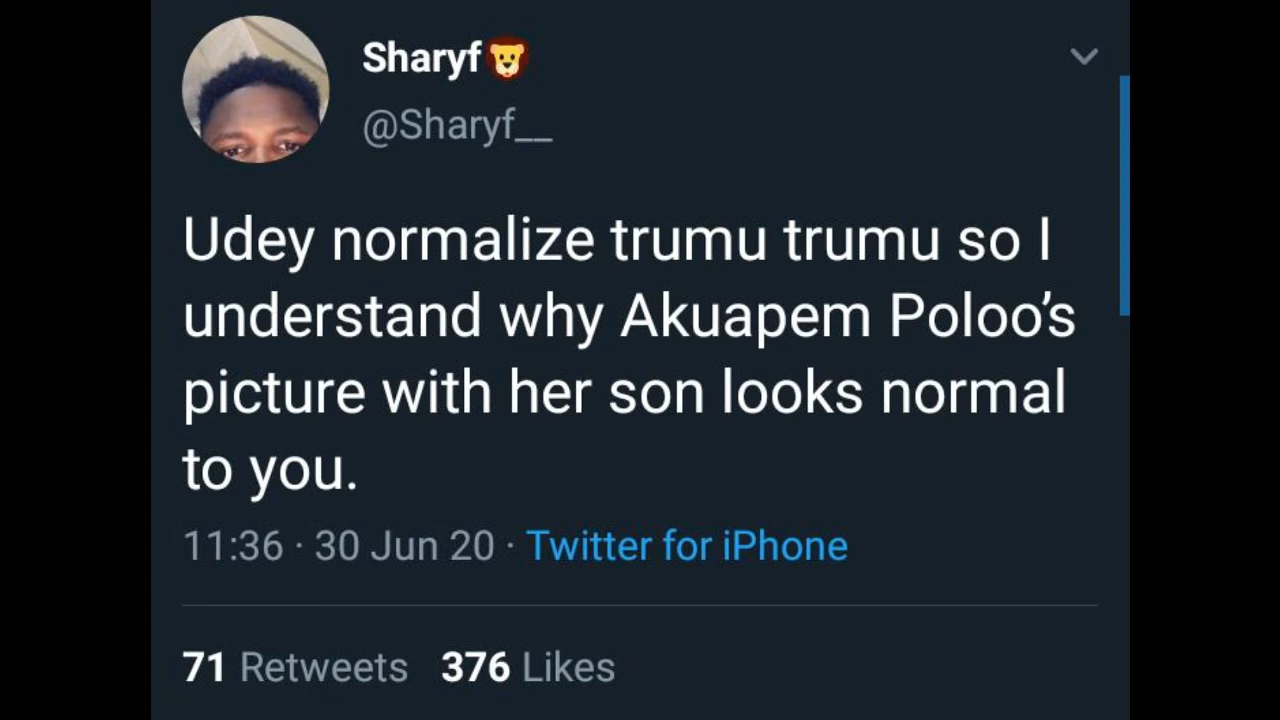 Sharyf🦁
@Sharyf__
Udey normalize trumu trumu so I
understand why Akuapem Poloo’s
picture with her son looks normal
to you.
11:36 · 30 Jun 20 · Twitter for iPhone
71 Retweets 376 Likes